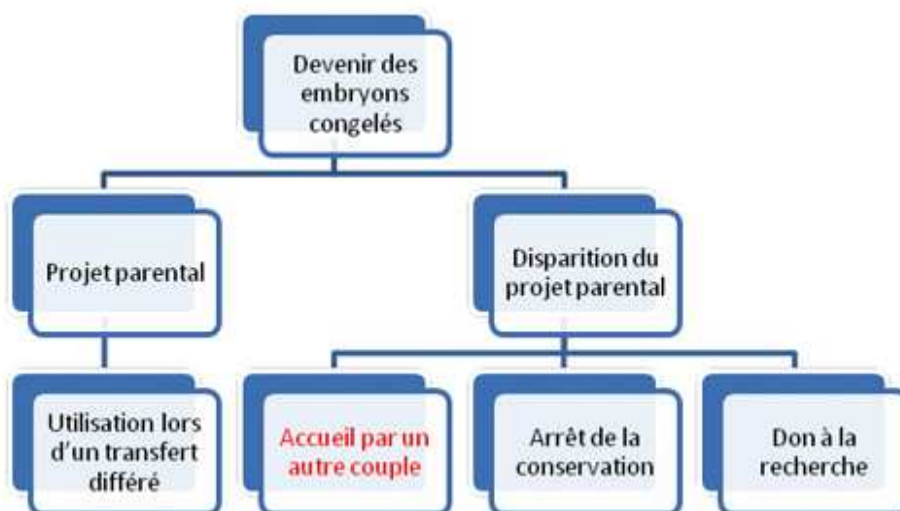 Devenir des
embryons
congelés
Projet parental
Disparition du
projet parental
Utilisation lors
d'un transfert
différé
Accueil par un
autre couple
Arrêt de la
conservation
Don à la
recherche